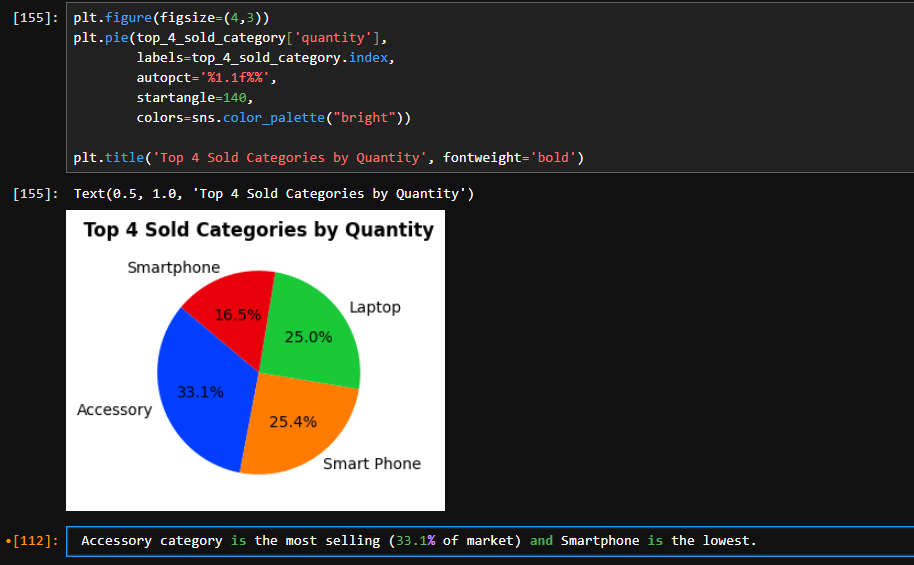 [155]: plt.figure(figsize=(4,3))
plt.pie(top_4_sold_category['quantity'],
labels=top_4_sold_category.index,
autopct='%1.1f%%',
startangle=140,
colors=sns.color_palette("bright"))
plt.title('Top 4 Sold Categories by Quantity', fontweight='bold')
[155]: Text(0.5, 1.0, 'Top 4 Sold Categories by Quantity')
Top 4 Sold Categories by Quantity
Smartphone
Laptop
16.5%
25.0%
33.1%
Accessory
25.4%
Smart Phone
[112]: Accessory category is the most selling (33.1% of market) and Smartphone is the lowest.